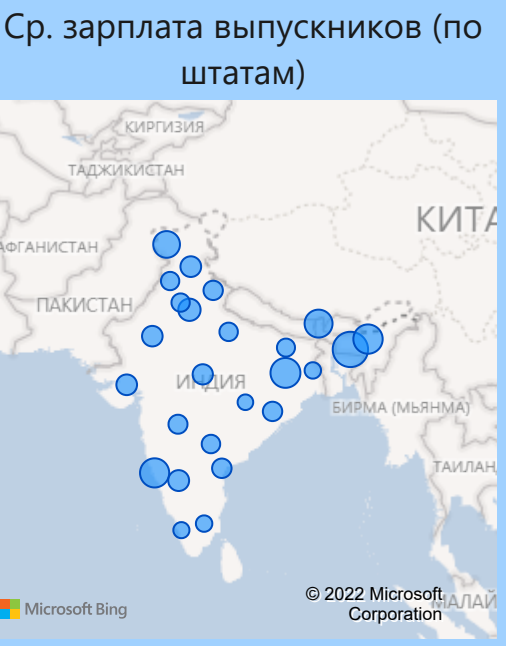 Ср. зарплата выпускников (по
штатам)
КИРГИЗИЯ
ТАДЖИКИСТАН
КИТА
АФГАНИСТАН
ПАКИСТАН
ИНДИЯ
БИРМА (МЬЯНМА)
ТАИЛАН
© 2022 Microsoft
Corporation
МАЛАЙ
Microsoft Bing